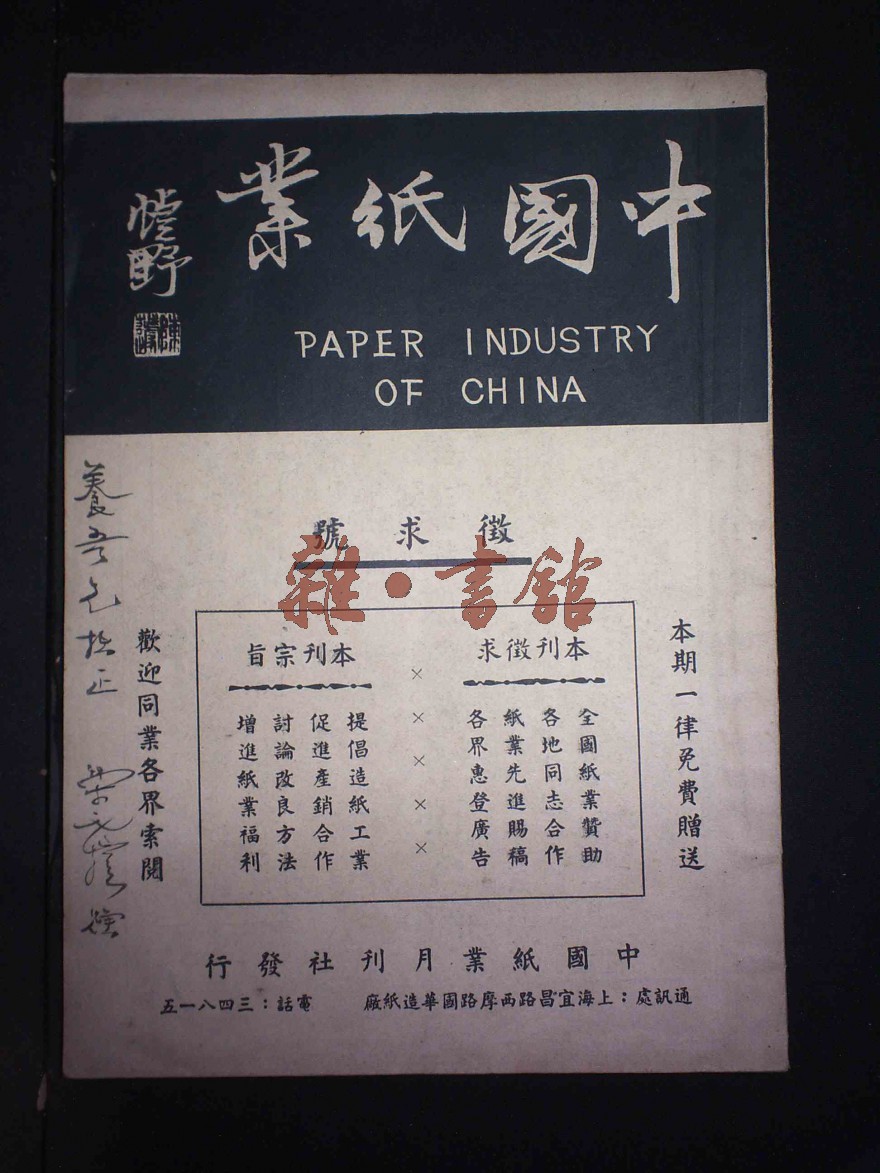 中國紙業
PAPER INDUSTRY
OF CHINA
徵求號
雜·書館
本期一律免費贈送
本刊徵求
全國紙業贊助
各地同志合作
紙業先進賜稿
各界惠登廣告
×
×
×
×
×
本刊宗旨
提倡造紙工業
促進產銷合作
討論改良方法
增進紙業福利
歡迎同業各界索閱
養吾兄指正
中國紙業月刊社發行
通訊處：上海宜昌路西摩路國華造紙廠
電話：三四八一五